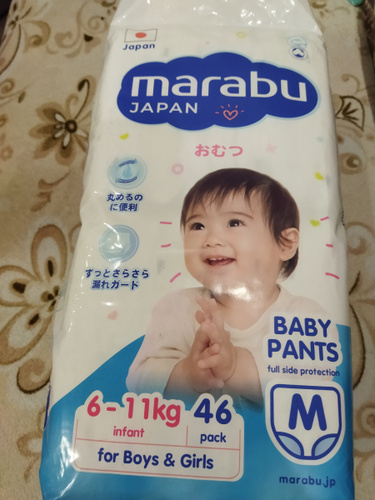 Japan
marabu
JAPAN
おむつ
丸めるの
に便利
ずっとさらさら
漏れガード
BABY
PANTS
full side protection
M
6-11kg
infant
46
pack
for Boys & Girls
marabu.jp